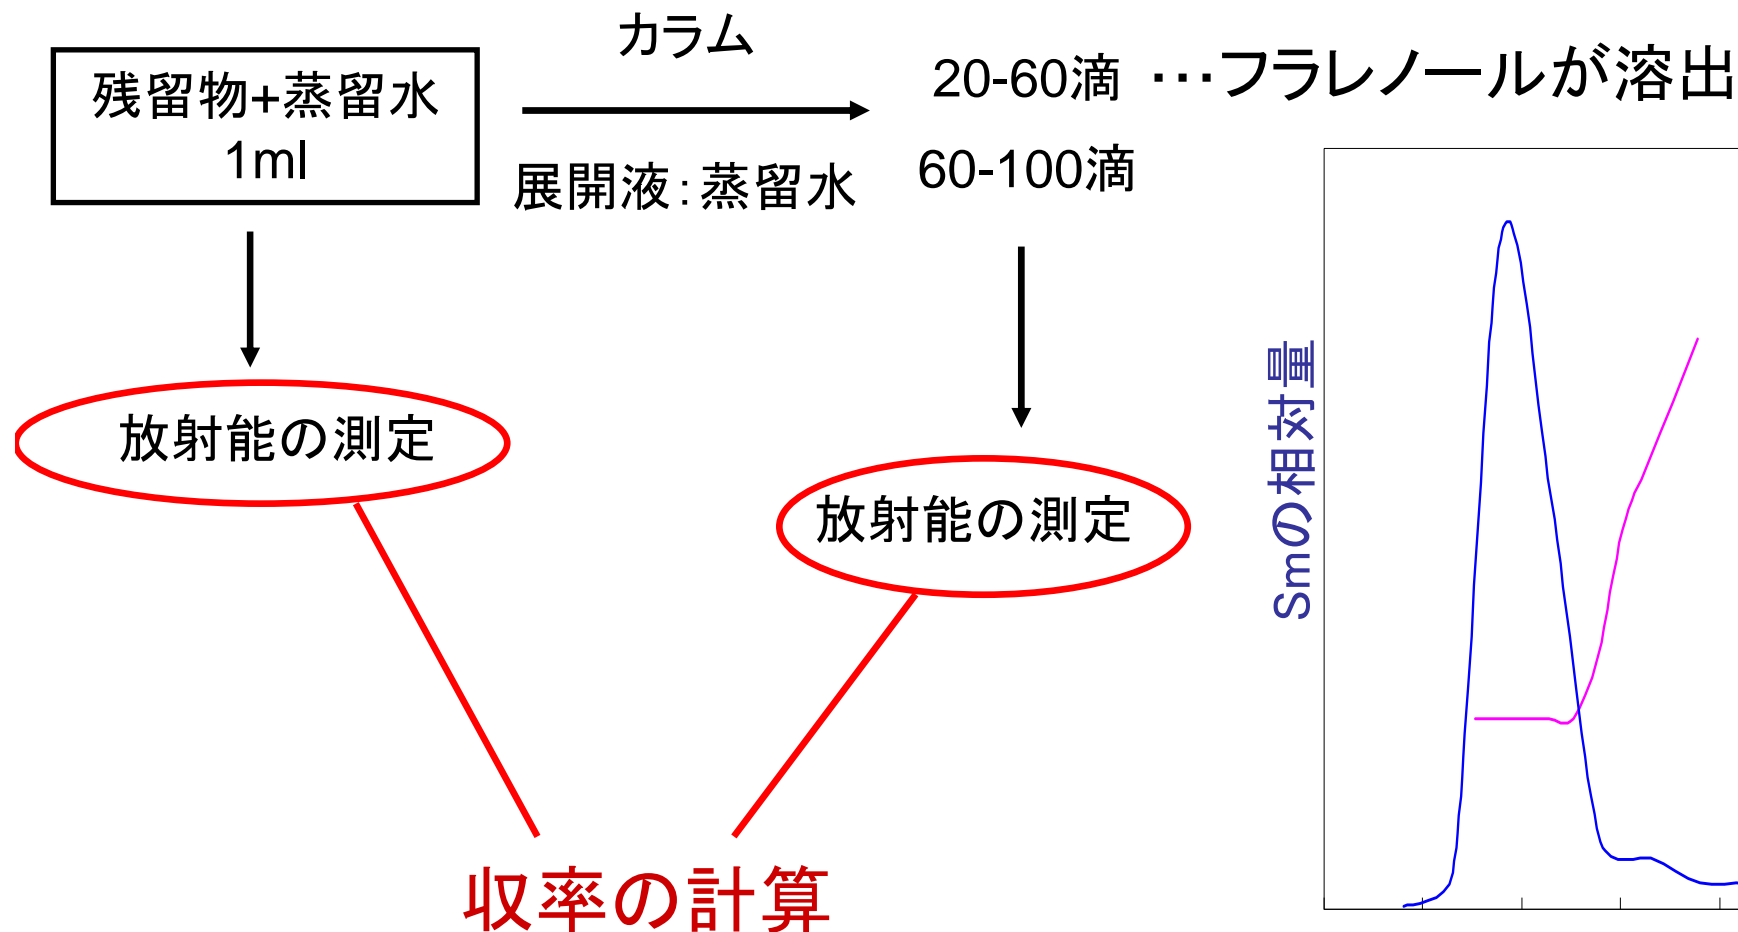 カラム
残留物+蒸留水
1ml
20-60滴 …フラレノールが溶出
60-100滴
展開液：蒸留水
放射能の測定
放射能の測定
Smの相対量
収率の計算